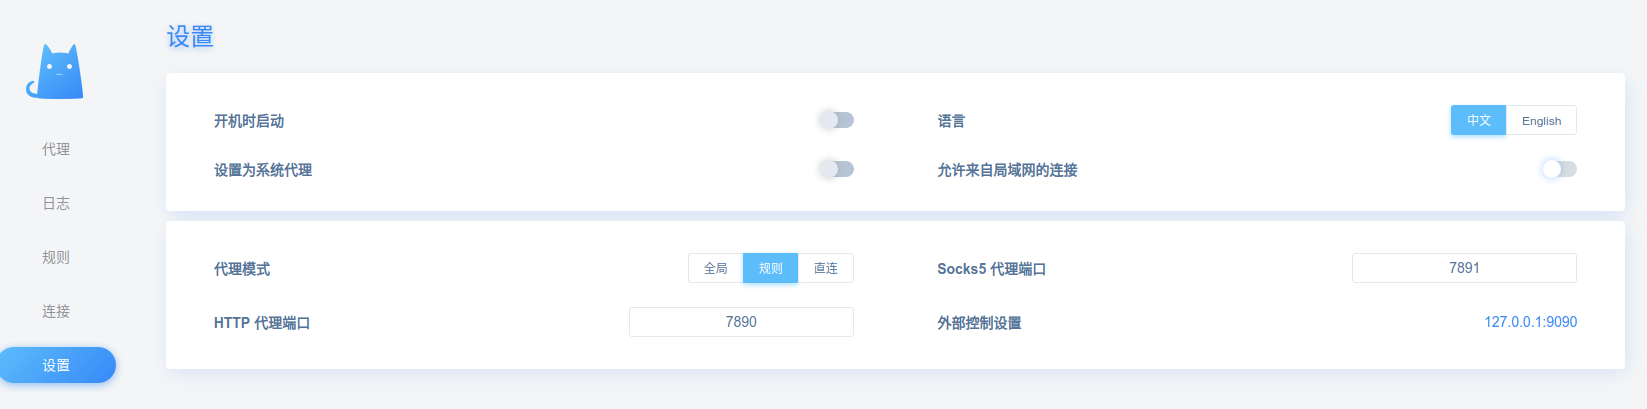 设置
代理
日志
规则
连接
设置
开机时启动
语言 中文 English
设置为系统代理
允许来自局域网的连接
代理模式 全局 规则 直连
Socks5 代理端口 7891
HTTP 代理端口 7890
外部控制设置 127.0.0.1:9090